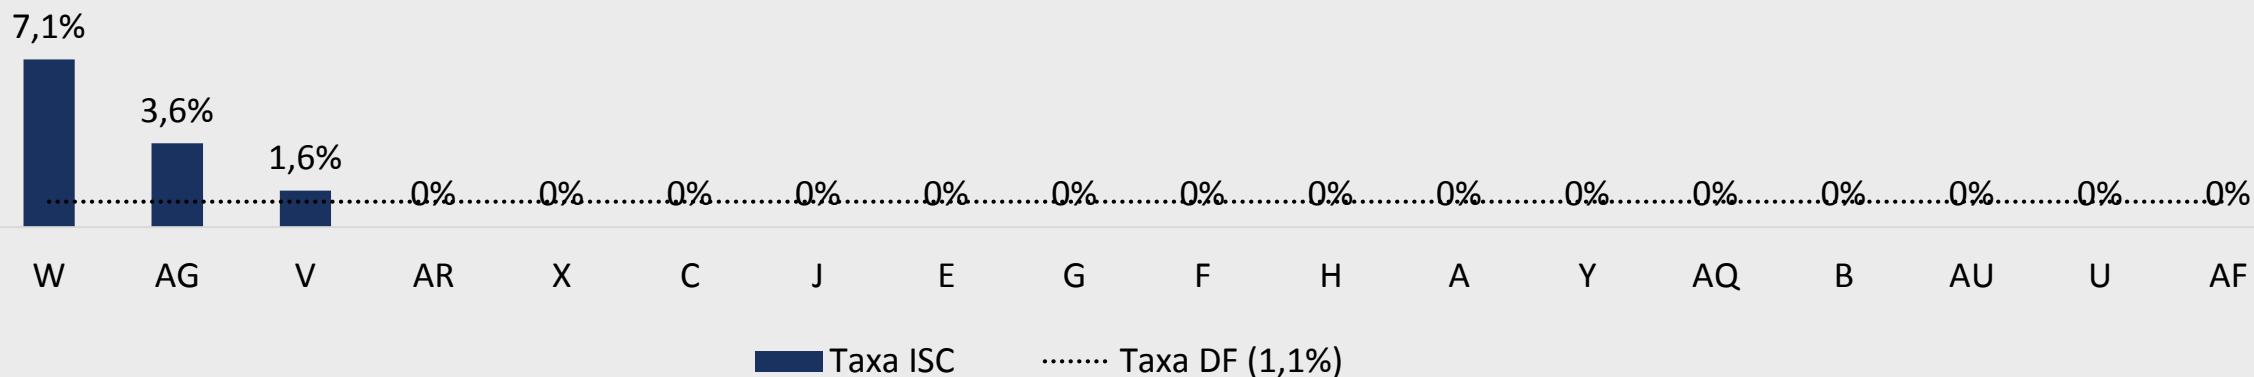 7,1%
3,6%
1,6%
0% 0% 0% 0% 0% 0% 0% 0% 0% 0% 0% 0% 0% 0% 0%
W AG V AR X C J E G F H A Y AQ B AU U AF
Taxa ISC Taxa DF (1,1%)